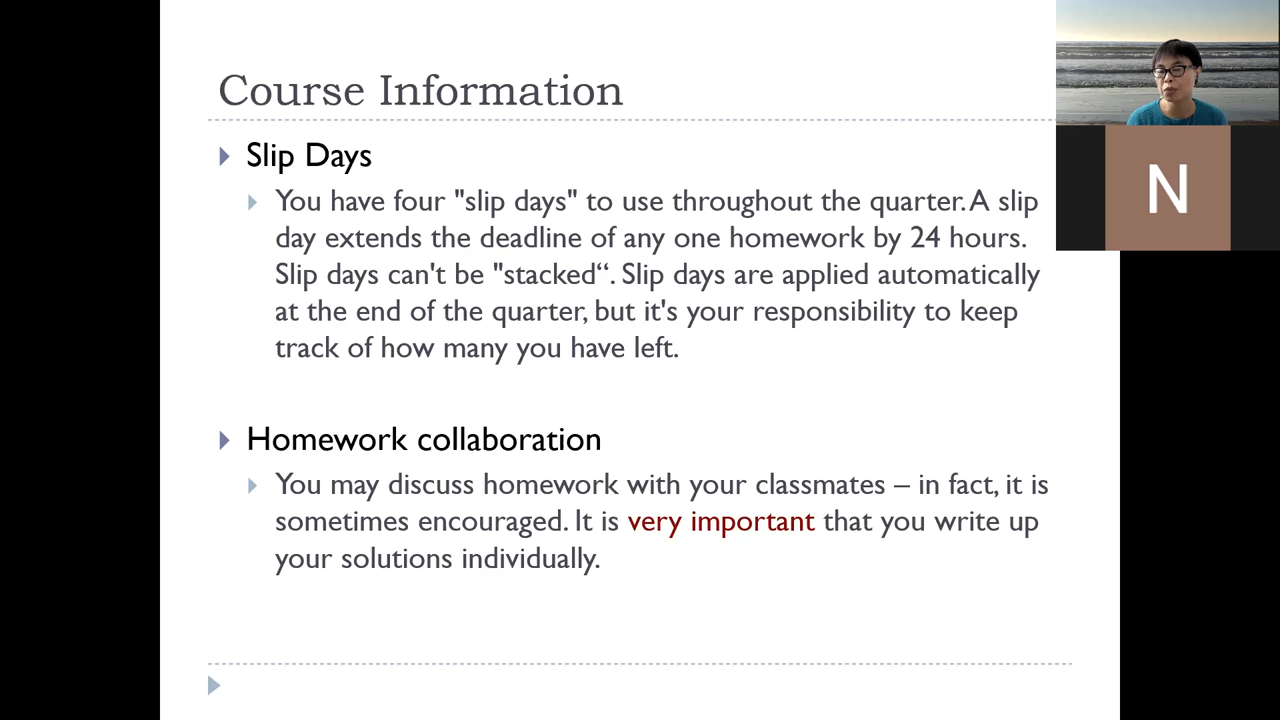 Course Information
Slip Days
You have four "slip days" to use throughout the quarter. A slip
day extends the deadline of any one homework by 24 hours.
Slip days can't be "stacked“. Slip days are applied automatically
at the end of the quarter, but it's your responsibility to keep
track of how many you have left.
Homework collaboration
You may discuss homework with your classmates – in fact, it is
sometimes encouraged. It is very important that you write up
your solutions individually.
N